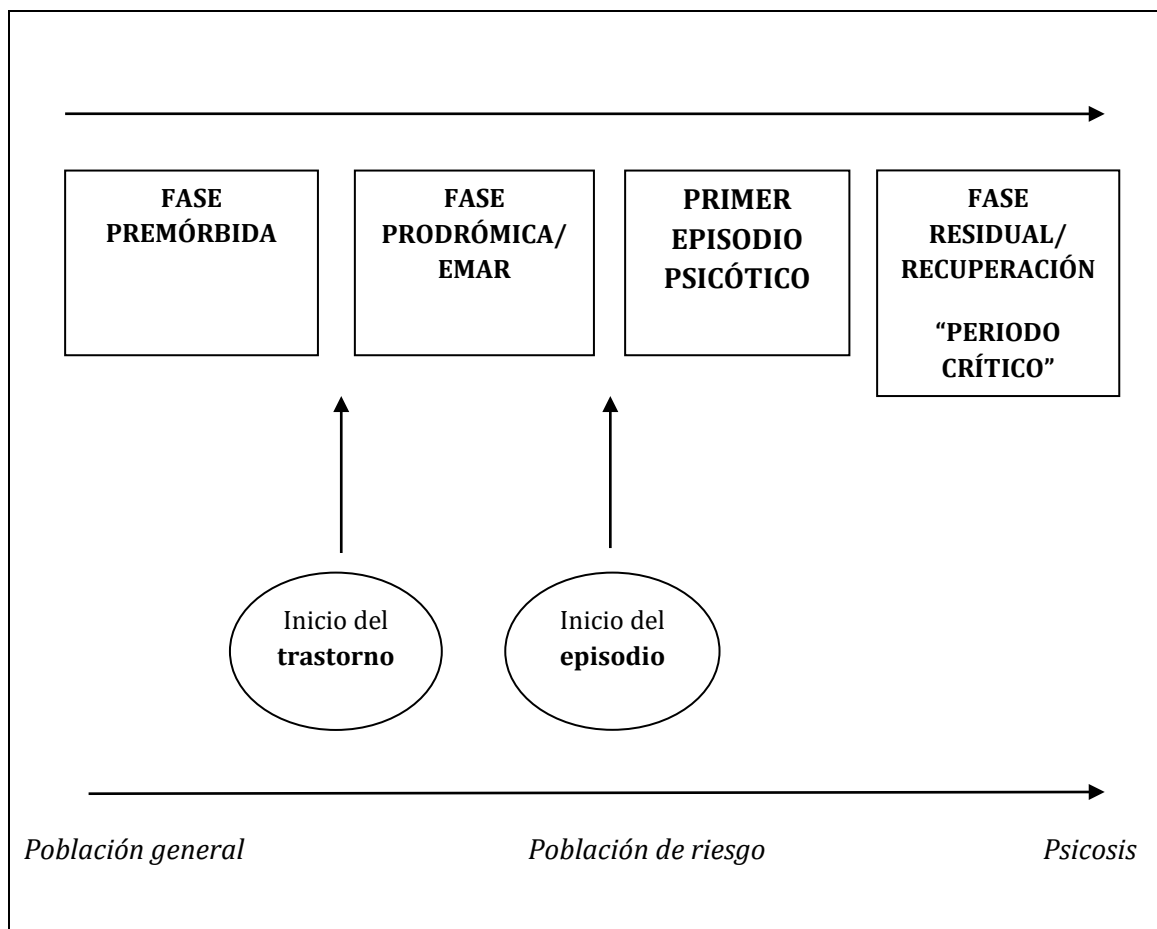 FASE
PREMÓRBIDA
FASE
PRODRÓMICA/
EMAR
PRIMER
EPISODIO
PSICÓTICO
FASE
RESIDUAL/
RECUPERACIÓN
“PERIODO
CRÍTICO”
Inicio del
trastorno
Inicio del
episodio
Población general
Población de riesgo
Psicosis